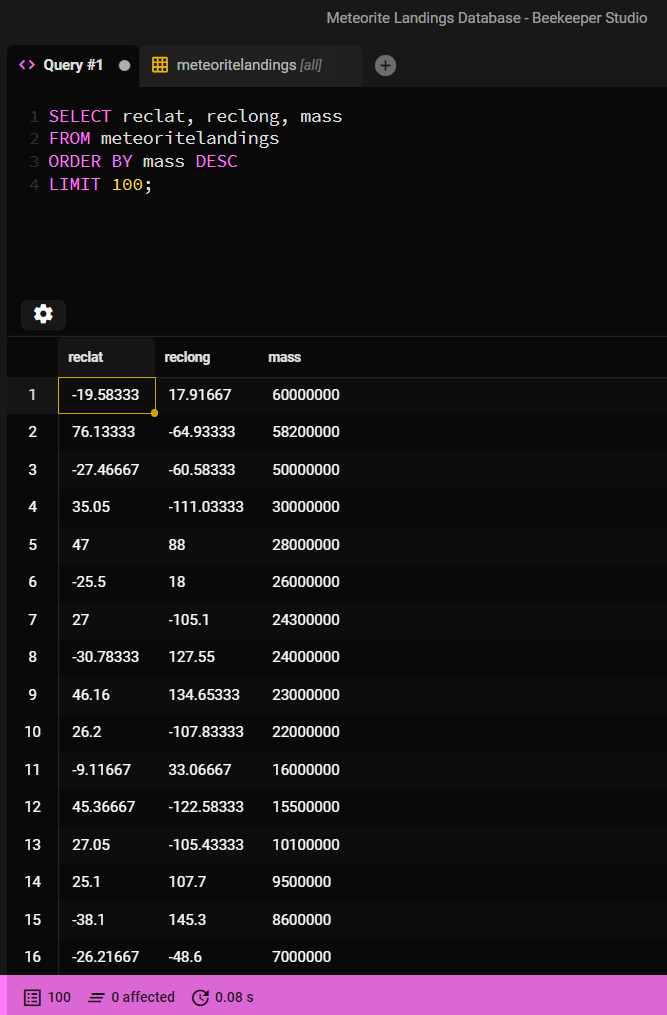 Meteorite Landings Database - Beekeeper Studio
<> Query #1 meteoritelandings [all]
1 SELECT reclat, reclong, mass
2 FROM meteoritelandings
3 ORDER BY mass DESC
4 LIMIT 100;
reclat reclong mass
1 -19.58333 17.91667 60000000
2 76.13333 -64.93333 58200000
3 -27.46667 -60.58333 50000000
4 35.05 -111.03333 30000000
5 47 88 28000000
6 -25.5 18 26000000
7 27 -105.1 24300000
8 -30.78333 127.55 24000000
9 46.16 134.65333 23000000
10 26.2 -107.83333 22000000
11 -9.11667 33.06667 16000000
12 45.36667 -122.58333 15500000
13 27.05 -105.43333 10100000
14 25.1 107.7 9500000
15 -38.1 145.3 8600000
16 -26.21667 -48.6 7000000
100 0 affected 0.08 s